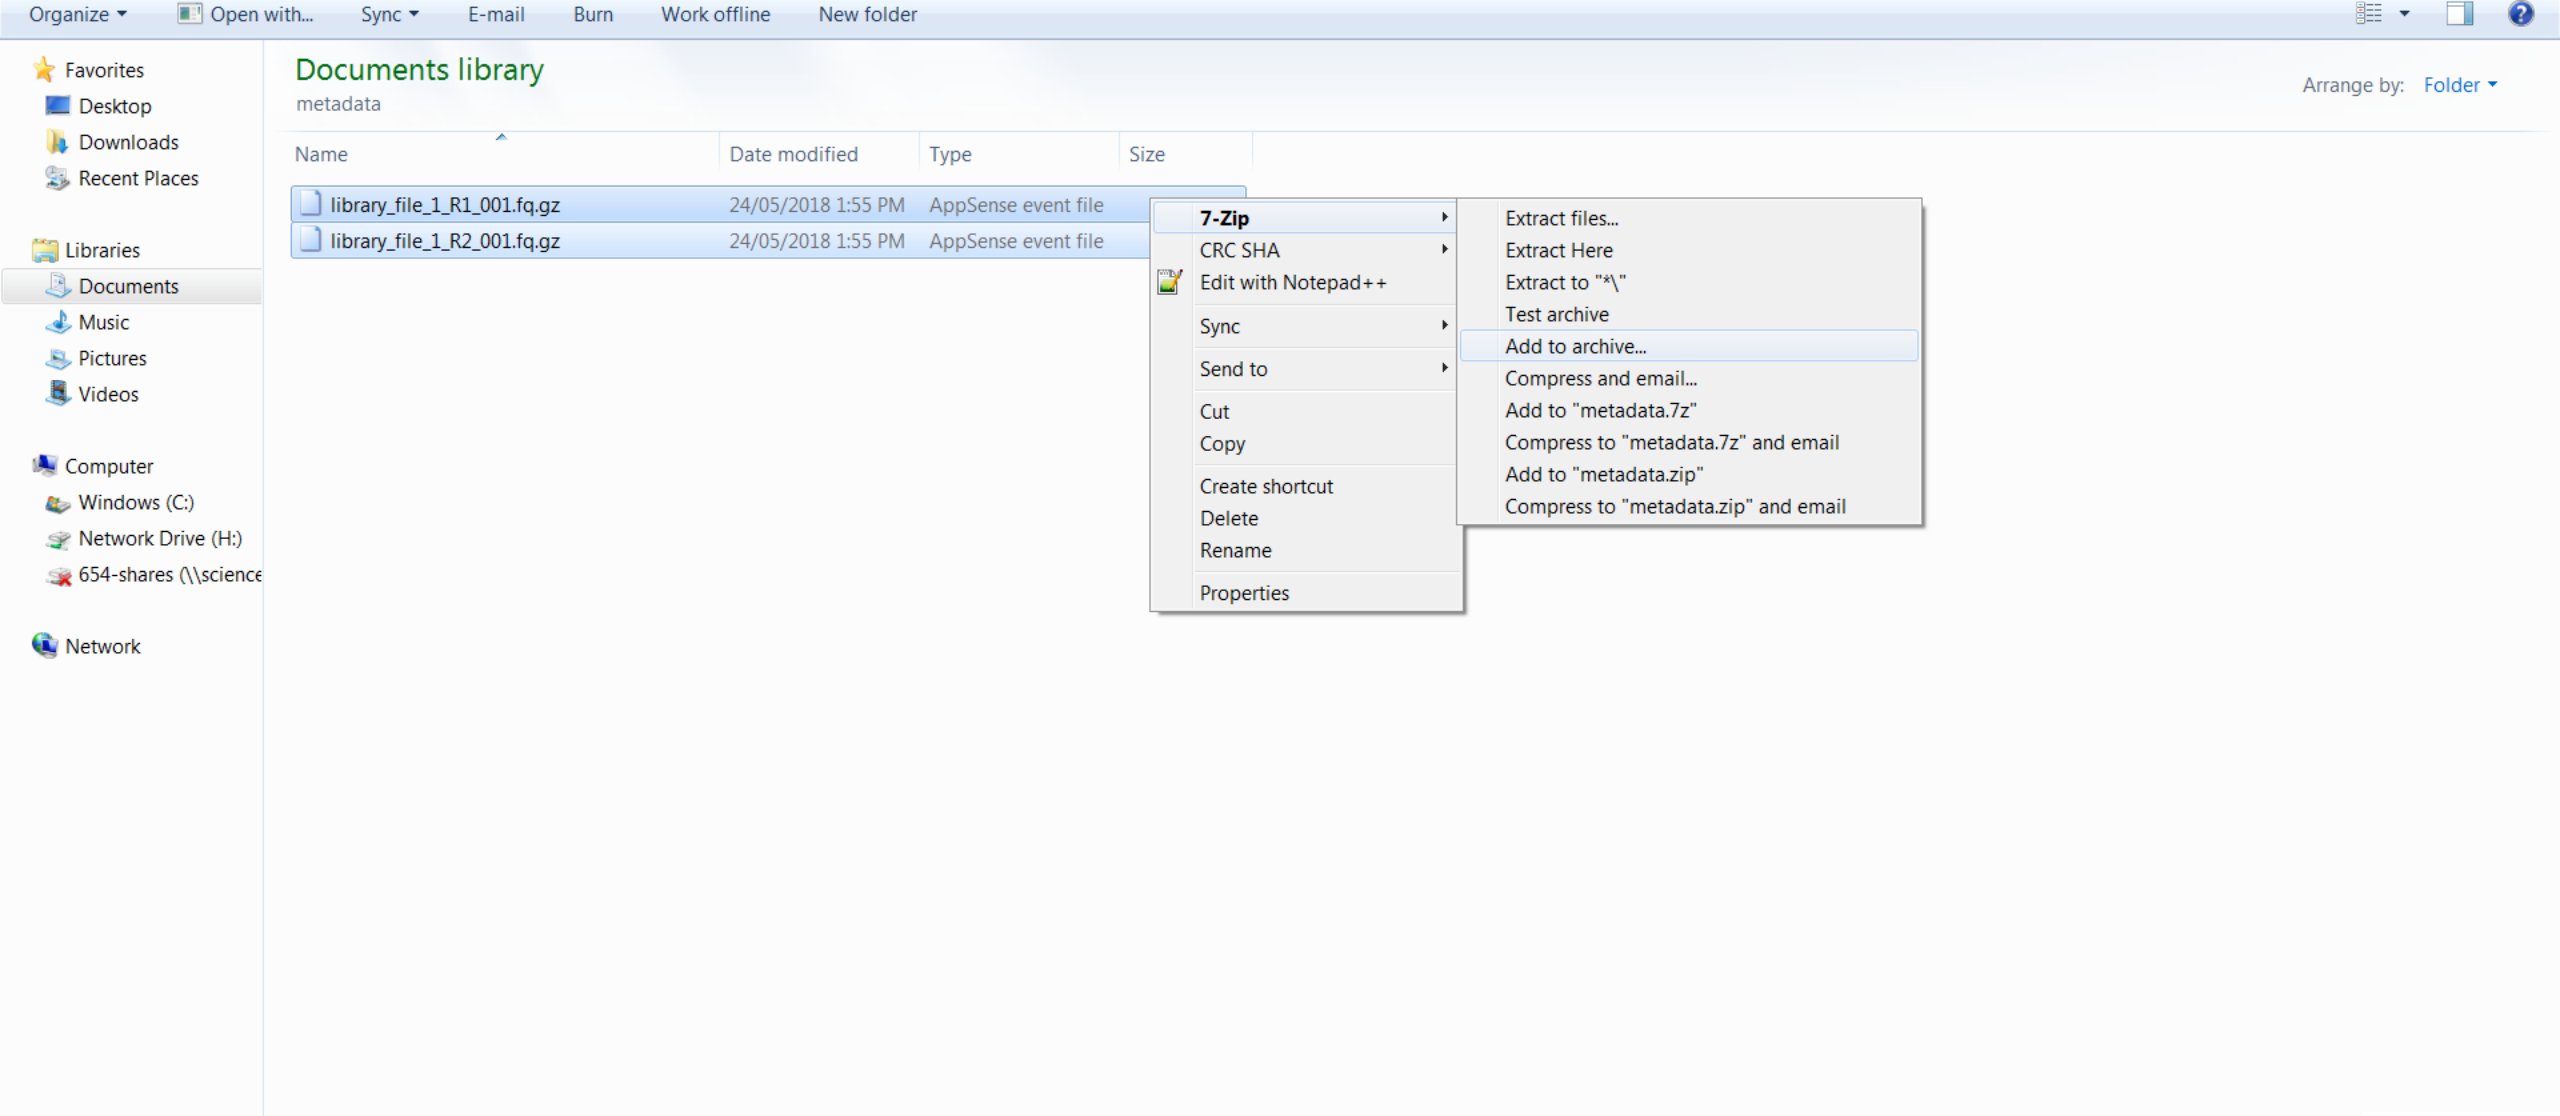 Organize Open with... Sync E-mail Burn Work offline New folder
Favorites
Desktop
Downloads
Recent Places
Libraries
Documents
Music
Pictures
Videos
Computer
Windows (C:)
Network Drive (H:)
654-shares (\\science
Network
Documents library
metadata
Arrange by: Folder
Name Date modified Type Size
library_file_1_R1_001.fq.gz 24/05/2018 1:55 PM AppSense event file
library_file_1_R2_001.fq.gz 24/05/2018 1:55 PM AppSense event file
7-Zip
CRC SHA
Edit with Notepad++
Sync
Send to
Cut
Copy
Create shortcut
Delete
Rename
Properties
Extract files...
Extract Here
Extract to "*\"
Test archive
Add to archive...
Compress and email...
Add to "metadata.7z"
Compress to "metadata.7z" and email
Add to "metadata.zip"
Compress to "metadata.zip" and email